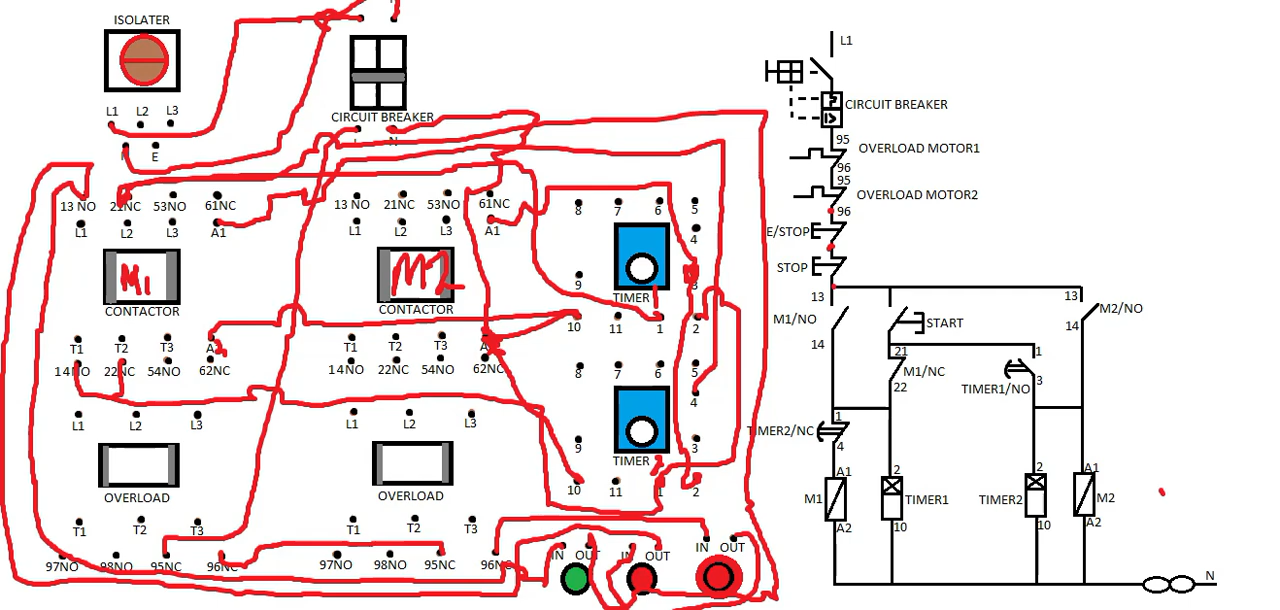 ISOLATER
L1 L2 L3
N E
CIRCUIT BREAKER
L N
13 NO 21NC 53NO 61NC
L1 L2 L3 A1
M1
CONTACTOR
T1 T2 T3 A2
14NO 22NC 54NO 62NC
L1 L2 L3
OVERLOAD
T1 T2 T3
97NO 98NO 95NC 96NC
13 NO 21NC 53NO 61NC
L1 L2 L3 A1
M2
CONTACTOR
T1 T2 T3
14NO 22NC 54NO 62NC
L1 L2 L3
OVERLOAD
T1 T2 T3
97NO 98NO 95NC 96NC
8 7 6 5
4
9 3
TIMER
10 11 1 2
8 7 6 5
4
9 3
TIMER
10 11 1 2
IN OUT IN OUT IN OUT
L1
CIRCUIT BREAKER
95
OVERLOAD MOTOR1
96
95
OVERLOAD MOTOR2
96
E/STOP
STOP
13 13
M1/NO START M2/NO
14 14
21 1
M1/NC
TIMER1/NO
22 3
1
TIMER2/NC
4
A1 2 2 A1
M1 TIMER1 TIMER2 M2
A2 10 10 A2
N